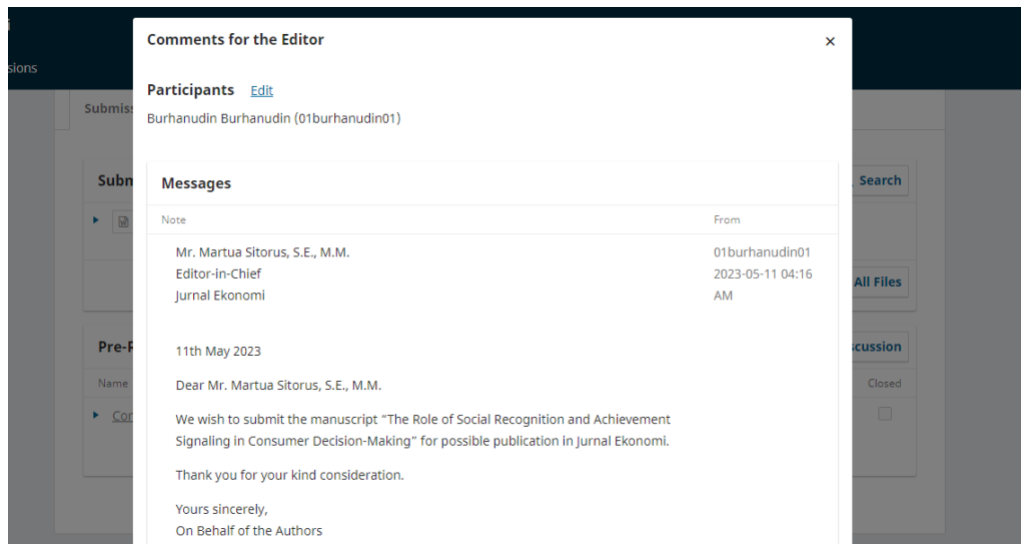 i
Comments for the Editor
×
sions
Participants Edit
Submiss
Burhanudin Burhanudin (01burhanudin01)
Subm
Messages
Search
Note From
Mr. Martua Sitorus, S.E., M.M. 01burhanudin01
Editor-in-Chief 2023-05-11 04:16
Jurnal Ekonomi AM
All Files
Pre-R
11th May 2023
cussion
Name
Dear Mr. Martua Sitorus, S.E., M.M.
Closed
Cor
We wish to submit the manuscript "The Role of Social Recognition and Achievement
Signaling in Consumer Decision-Making" for possible publication in Jurnal Ekonomi.
Thank you for your kind consideration.
Yours sincerely,
On Behalf of the Authors